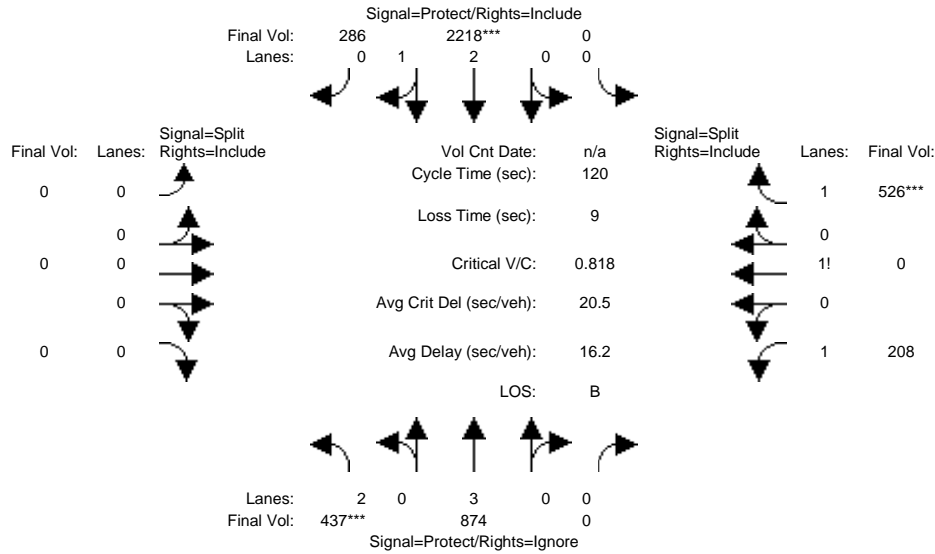 Signal=Protect/Rights=Include
Final Vol: 286 2218*** 0
Lanes: 0 1 2 0 0
Signal=Split
Final Vol: Lanes: Rights=Include
Vol Cnt Date: n/a
Signal=Split
Rights=Include Lanes: Final Vol:
Cycle Time (sec): 120
0 0
1 526***
Loss Time (sec): 9
0
0
0 0
Critical V/C: 0.818
1! 0
0
Avg Crit Del (sec/veh): 20.5
0
0 0
Avg Delay (sec/veh): 16.2
1 208
LOS: B
Lanes: 2 0 3 0 0
Final Vol: 437*** 874 0
Signal=Protect/Rights=Ignore